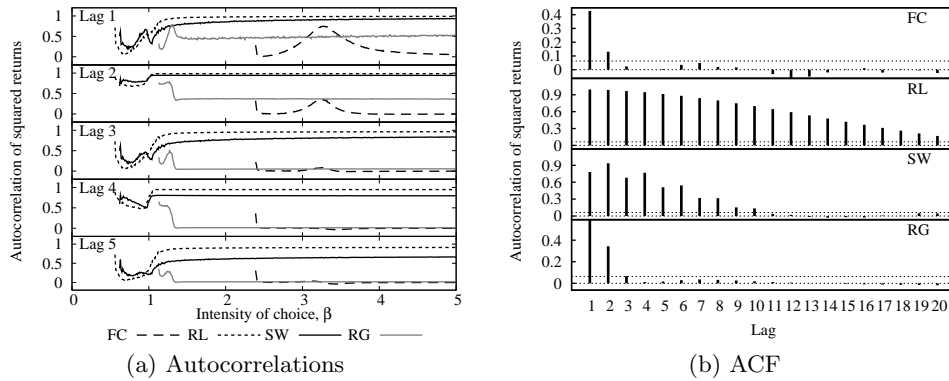 Autocorrelation of squared returns
Lag 1
1
0.5
0
Lag 2
1
0.5
0
Lag 3
1
0.5
0
Lag 4
1
0.5
0
Lag 5
1
0.5
0
0 1 2 3 4 5
Intensity of choice, β
FC RL SW RG
(a) Autocorrelations
Autocorrelation of squared returns
FC
0.4
0.2
0
RL
0.9
0.6
0.3
0
SW
0.9
0.6
0.3
0
RG
0.4
0.2
0
1 2 3 4 5 6 7 8 9 10 11 12 13 14 15 16 17 18 19 20
Lag
(b) ACF